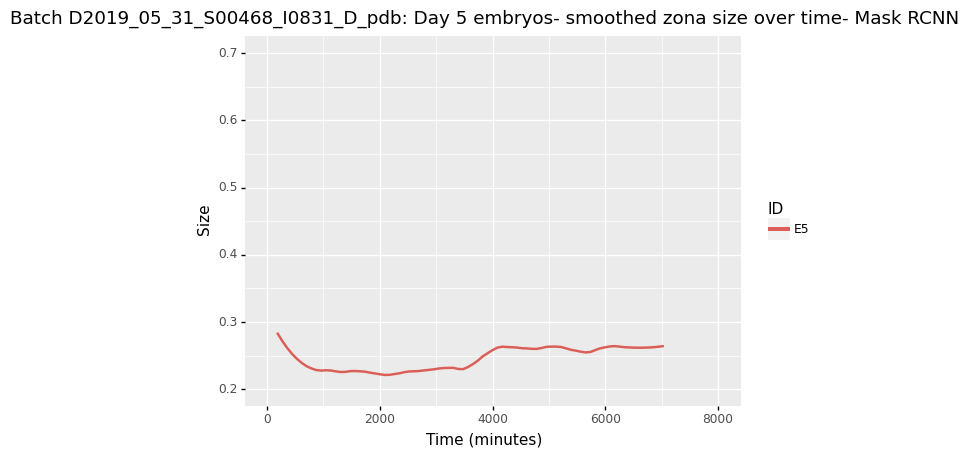 Batch D2019_05_31_S00468_I0831_D_pdb: Day 5 embryos- smoothed zona size over time- Mask RCNN
0.7
0.6
0.5
0.4
0.3
0.2
Size
0 2000 4000 6000 8000
Time (minutes)
ID
E5